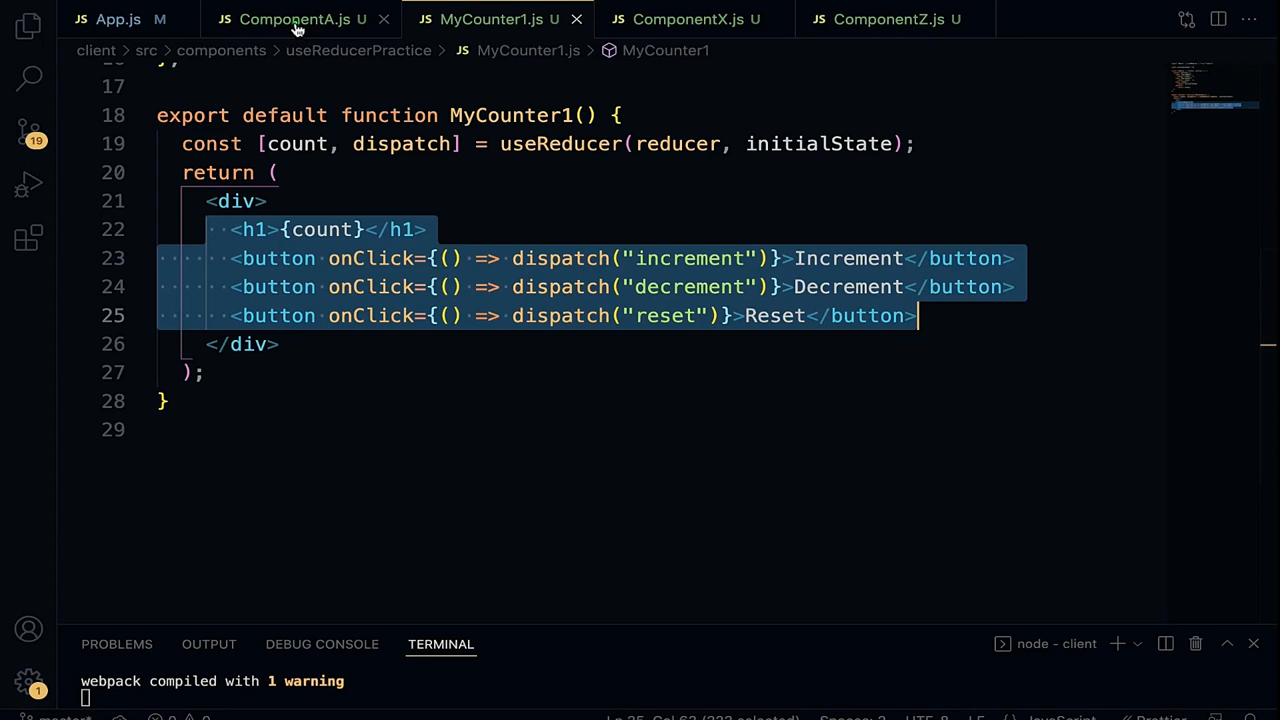 JS App.js M JS ComponentA.js U JS MyCounter1.js U JS ComponentX.js U JS ComponentZ.js U
client > src > components > useReducerPractice > JS MyCounter1.js > MyCounter1
17
18 export default function MyCounter1() {
19 const [count, dispatch] = useReducer(reducer, initialState);
20 return (
21 <div>
22 <h1>{count}</h1>
23 <button onClick={() => dispatch("increment")}>Increment</button>
24 <button onClick={() => dispatch("decrement")}>Decrement</button>
25 <button onClick={() => dispatch("reset")}>Reset</button>
26 </div>
27 );
28 }
29
19
PROBLEMS OUTPUT DEBUG CONSOLE TERMINAL node - client
webpack compiled with 1 warning
1